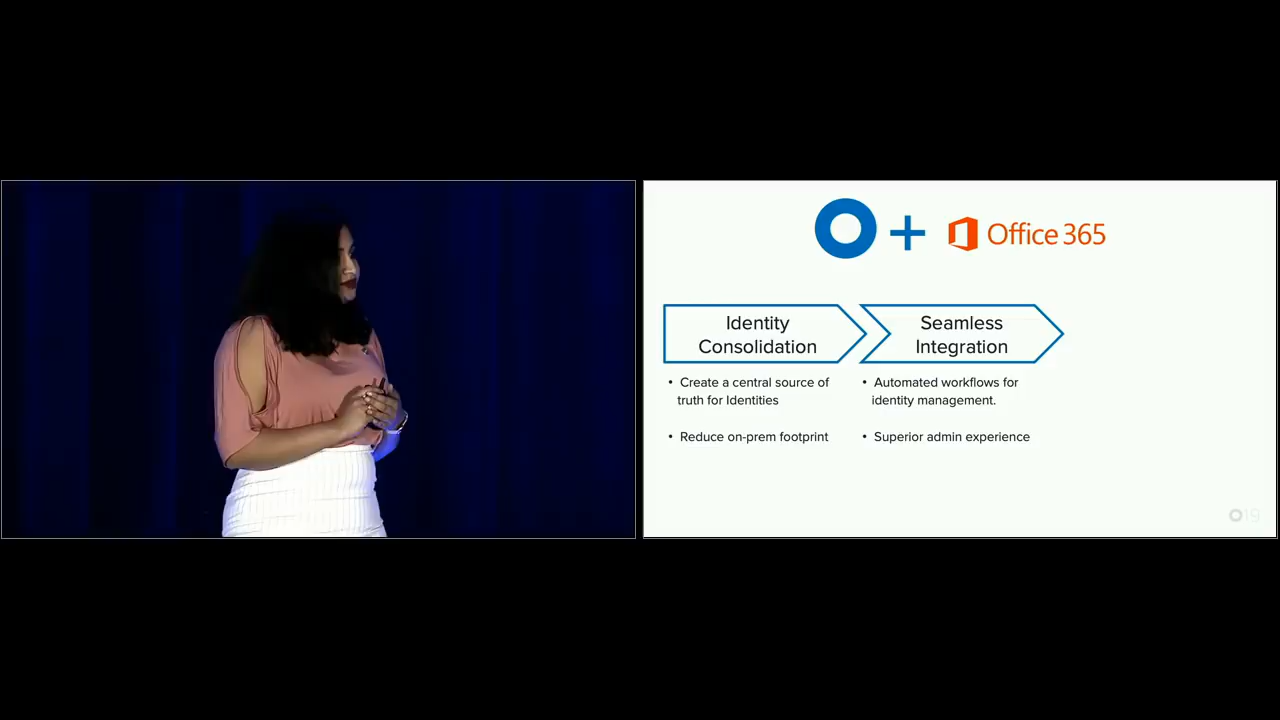 Office 365
Identity
Consolidation
Seamless
Integration
• Create a central source of
truth for Identities
• Reduce on-prem footprint
• Automated workflows for
identity management.
• Superior admin experience
O19